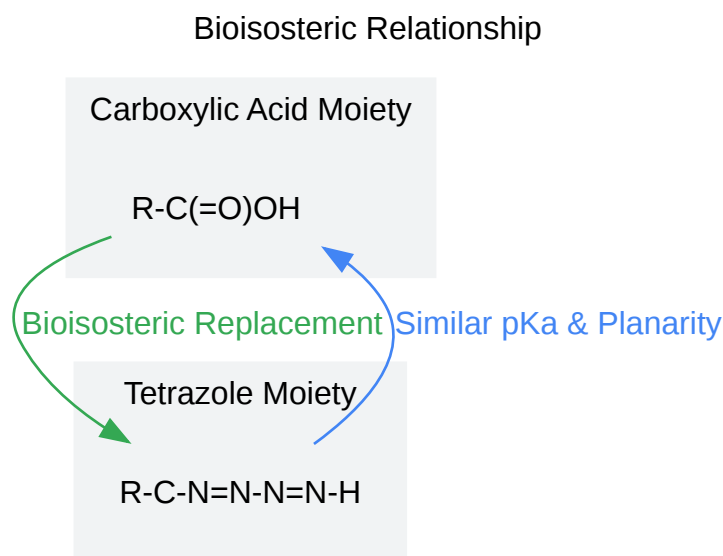 Bioisosteric Relationship
Carboxylic Acid Moiety
R-C(=O)OH
Bioisosteric Replacement
Similar pKa & Planarity
Tetrazole Moiety
R-C-N=N-N=N-H